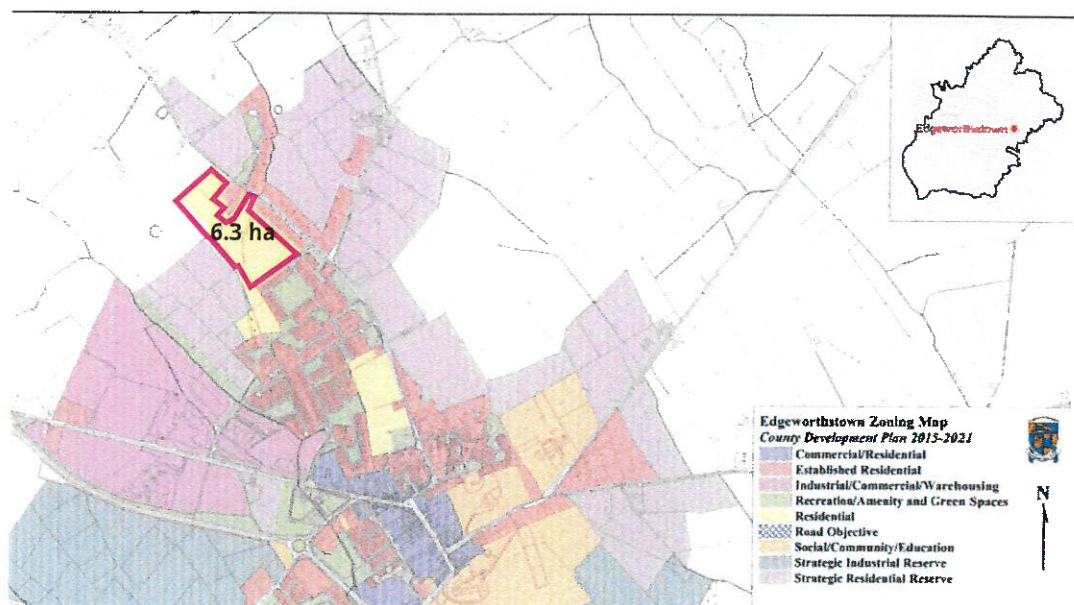 Edgeworthstown
6.3 ha
Edgeworthstown Zoning Map
County Development Plan 2015-2021
Commercial/Residential
Established Residential
Industrial/Commercial/Warehousing
Recreation/Amenity and Green Spaces
Residential
Road Objective
Social/Community/Education
Strategic Industrial Reserve
Strategic Residential Reserve
N